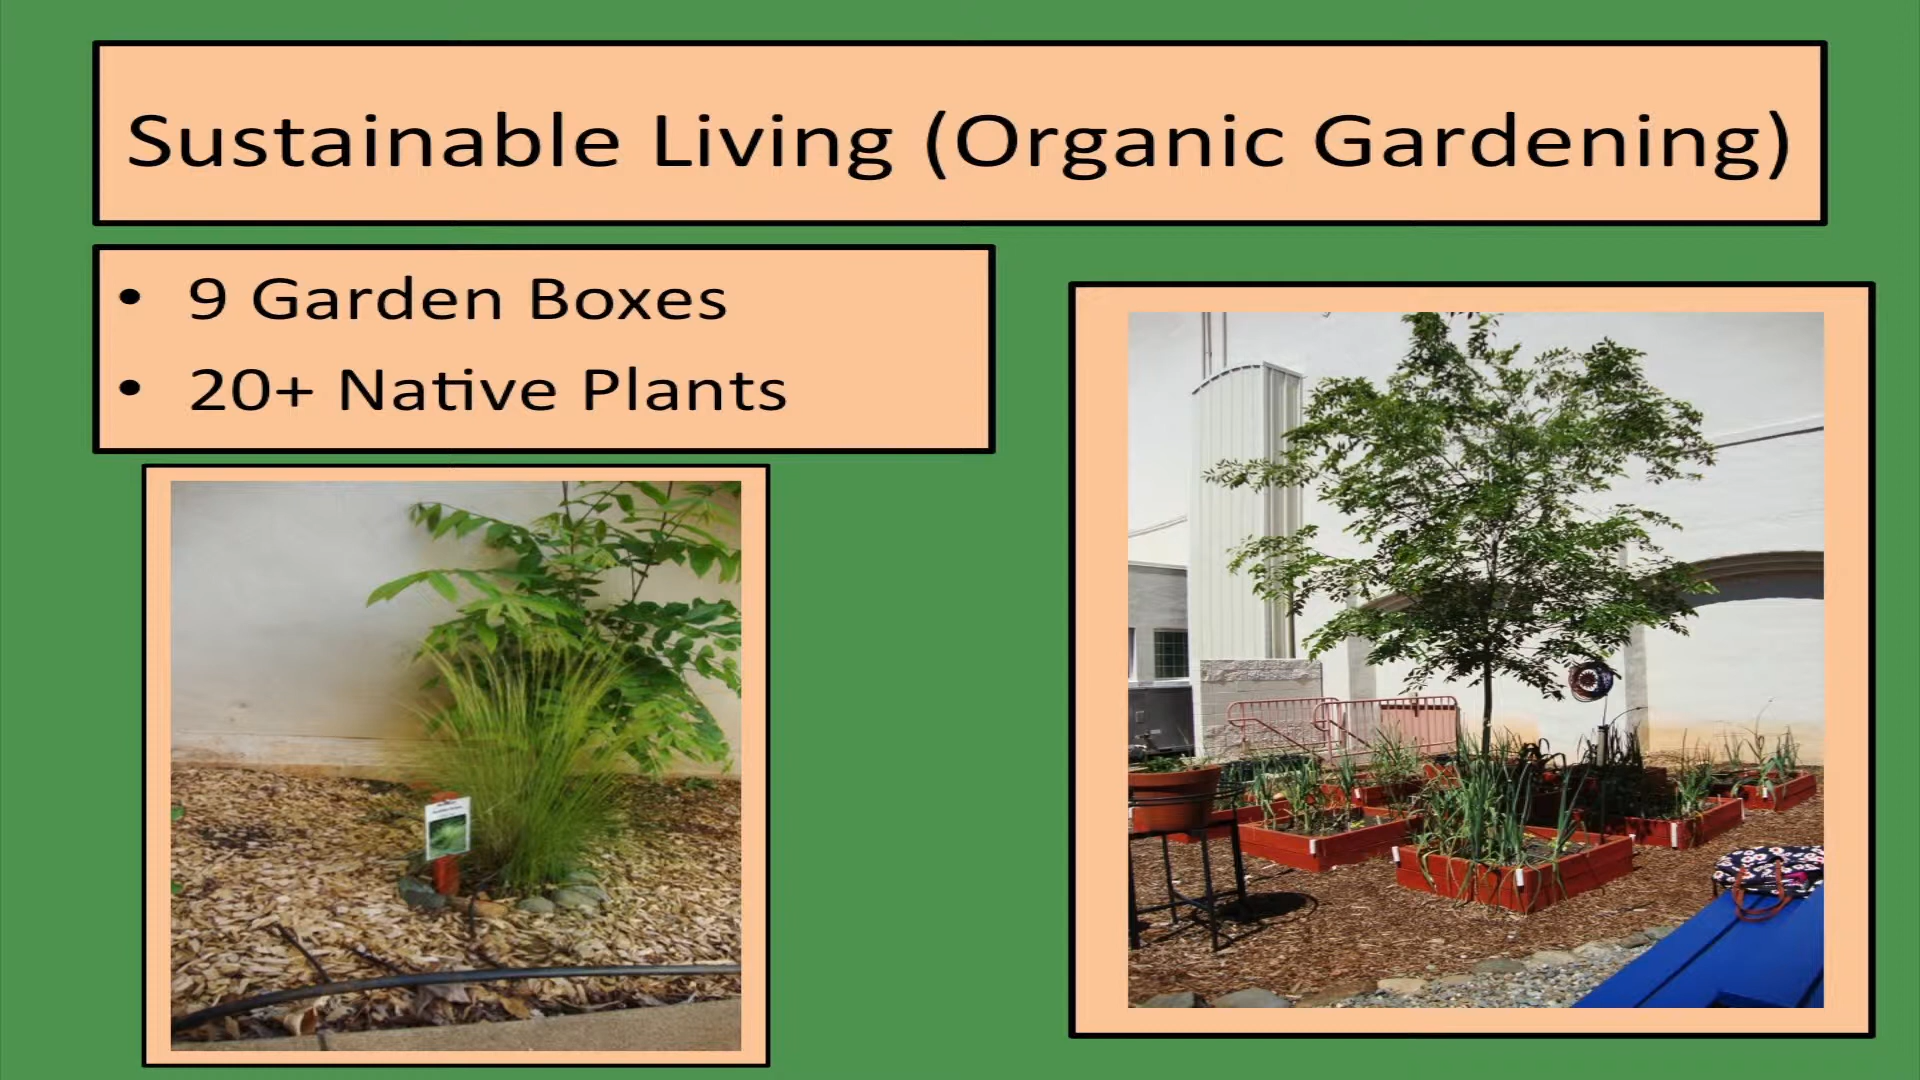 Sustainable Living (Organic Gardening)
• 9 Garden Boxes
• 20+ Native Plants